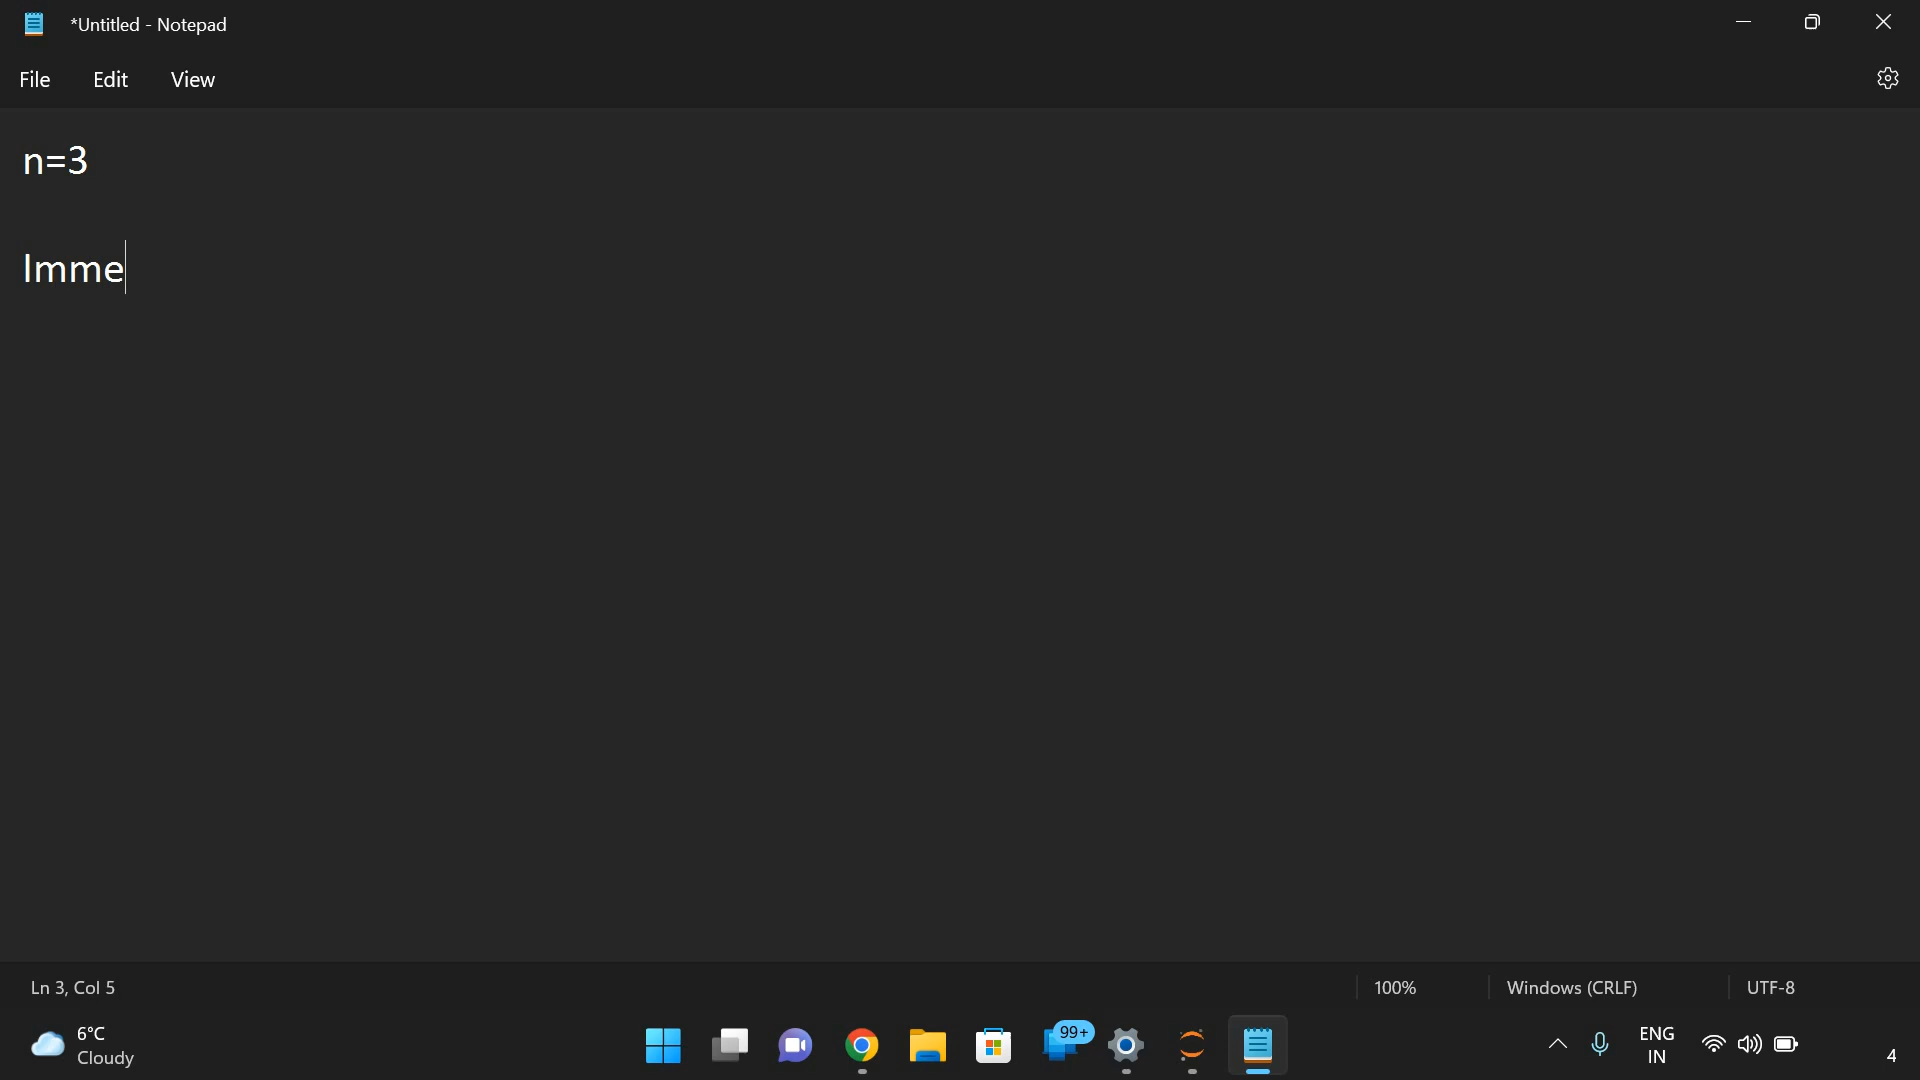 *Untitled - Notepad
File Edit View
n=3
Imme
Ln 3, Col 5 100% Windows (CRLF) UTF-8
6°C
Cloudy
99+
ENG
IN
4